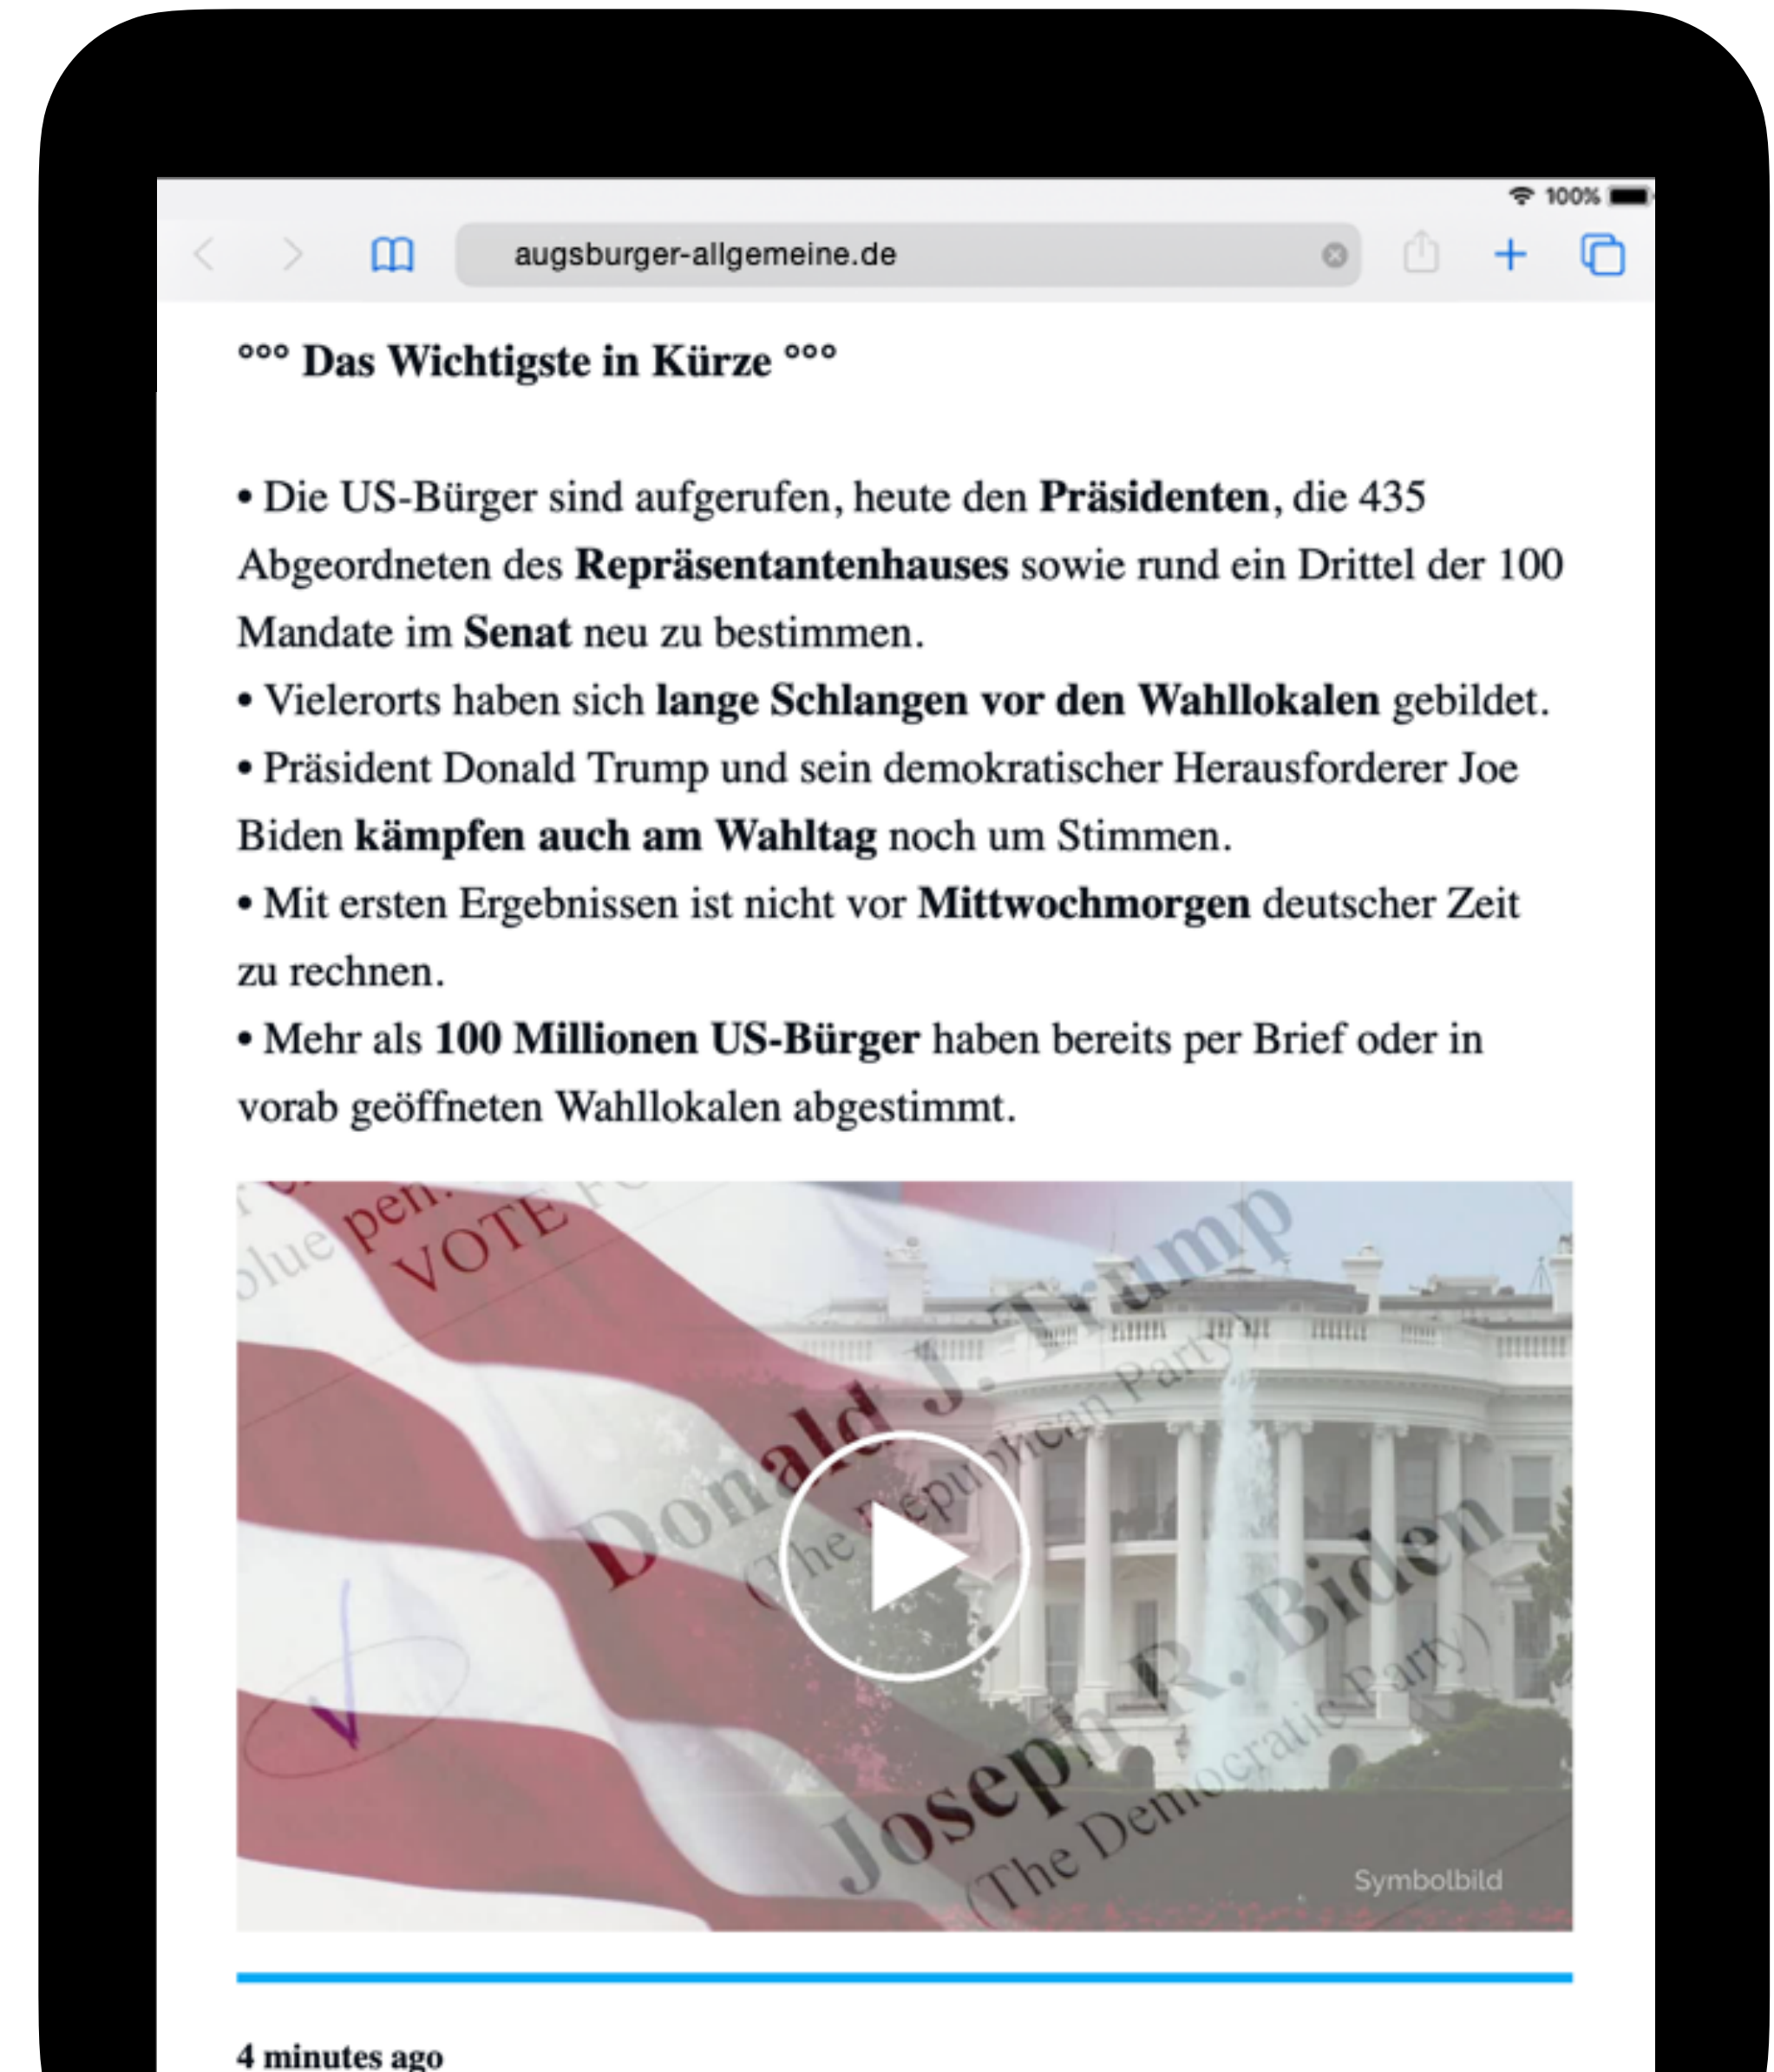 100%
augsburger-allgemeine.de
°°° Das Wichtigste in Kürze °°°
• Die US-Bürger sind aufgerufen, heute den Präsidenten, die 435
Abgeordneten des Repräsentantenhauses sowie rund ein Drittel der 100
Mandate im Senat neu zu bestimmen.
• Vielerorts haben sich lange Schlangen vor den Wahllokalen gebildet.
• Präsident Donald Trump und sein demokratischer Herausforderer Joe
Biden kämpfen auch am Wahltag noch um Stimmen.
• Mit ersten Ergebnissen ist nicht vor Mittwochmorgen deutscher Zeit
zu rechnen.
• Mehr als 100 Millionen US-Bürger haben bereits per Brief oder in
vorab geöffneten Wahllokalen abgestimmt.
blue pen.
VOTE
Donald J. Trump
(The Republican Party)
Joseph R. Biden
(The Democratic Party)
Symbolbild
4 minutes ago